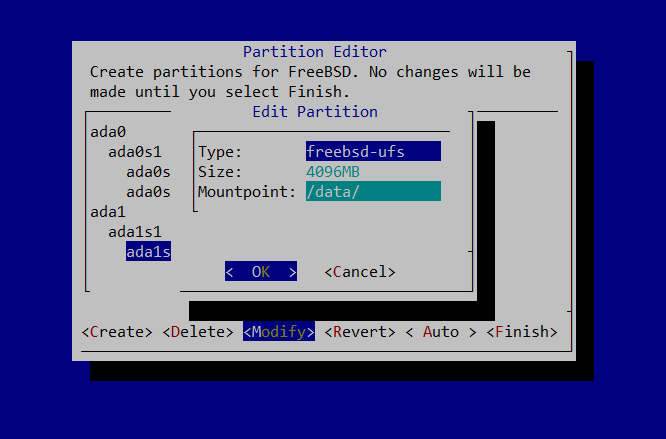 Partition Editor
Create partitions for FreeBSD. No changes will be
made until you select Finish.
Edit Partition
ada0
ada0s1
ada0s
ada0s
ada1
ada1s1
ada1s
Type: freebsd-ufs
Size: 4096MB
Mountpoint: /data/
< OK > <Cancel>
<Create> <Delete> <Modify> <Revert> < Auto > <Finish>